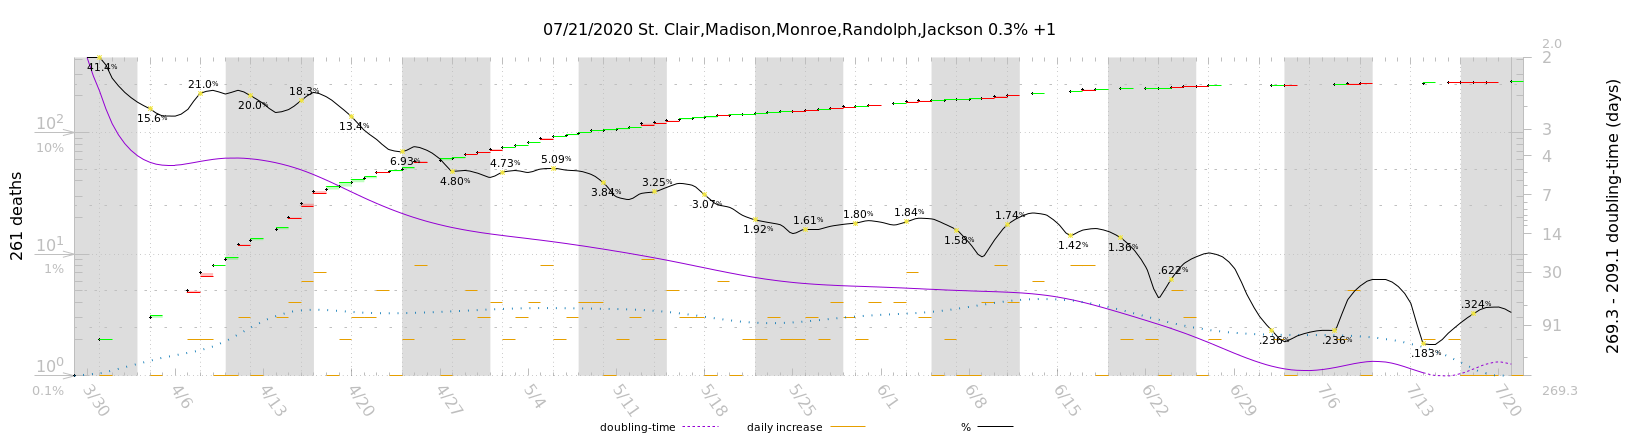 07/21/2020 St. Clair,Madison,Monroe,Randolph,Jackson 0.3% +1
2.0
41.4% 15.6% 21.0% 20.0% 18.3% 13.4% 6.93% 4.80% 4.73% 5.09% 3.84% 3.25% 3.07% 1.92% 1.61% 1.80% 1.84% 1.58% 1.74% 1.42% 1.36% .622% .236% .236% .183% .324%
261 deaths
10²
10%
10¹
1%
10⁰
0.1%
2
3
4
7
14
30
91
269.3
269.3 - 209.1 doubling-time (days)
3/30 4/6 4/13 4/20 4/27 5/4 5/11 5/18 5/25 6/1 6/8 6/15 6/22 6/29 7/6 7/13 7/20
doubling-time daily increase %